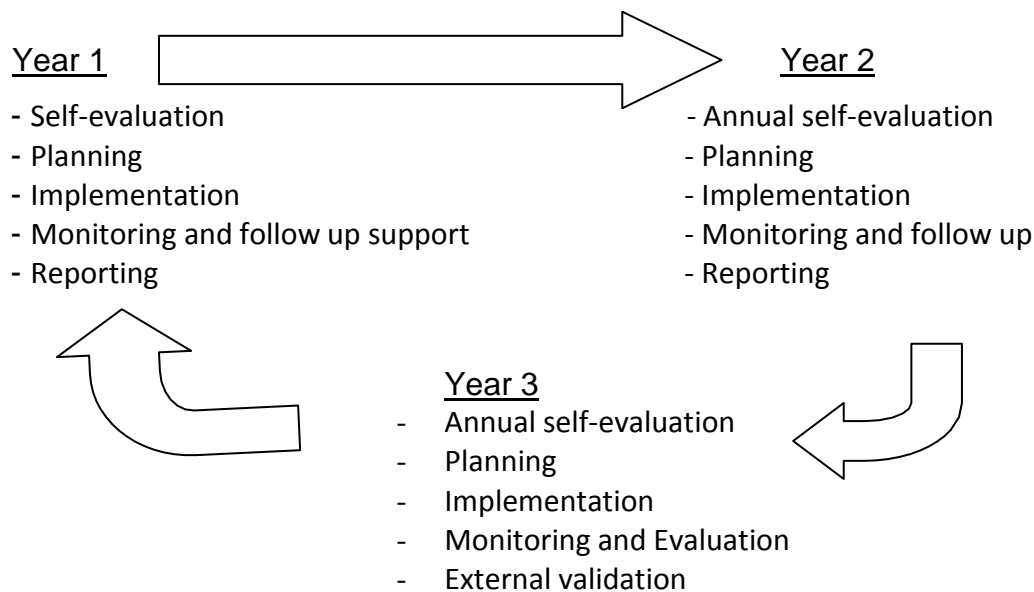 Year 1
- Self-evaluation
- Planning
- Implementation
- Monitoring and follow up support
- Reporting
Year 2
- Annual self-evaluation
- Planning
- Implementation
- Monitoring and follow up
- Reporting
Year 3
- Annual self-evaluation
- Planning
- Implementation
- Monitoring and Evaluation
- External validation